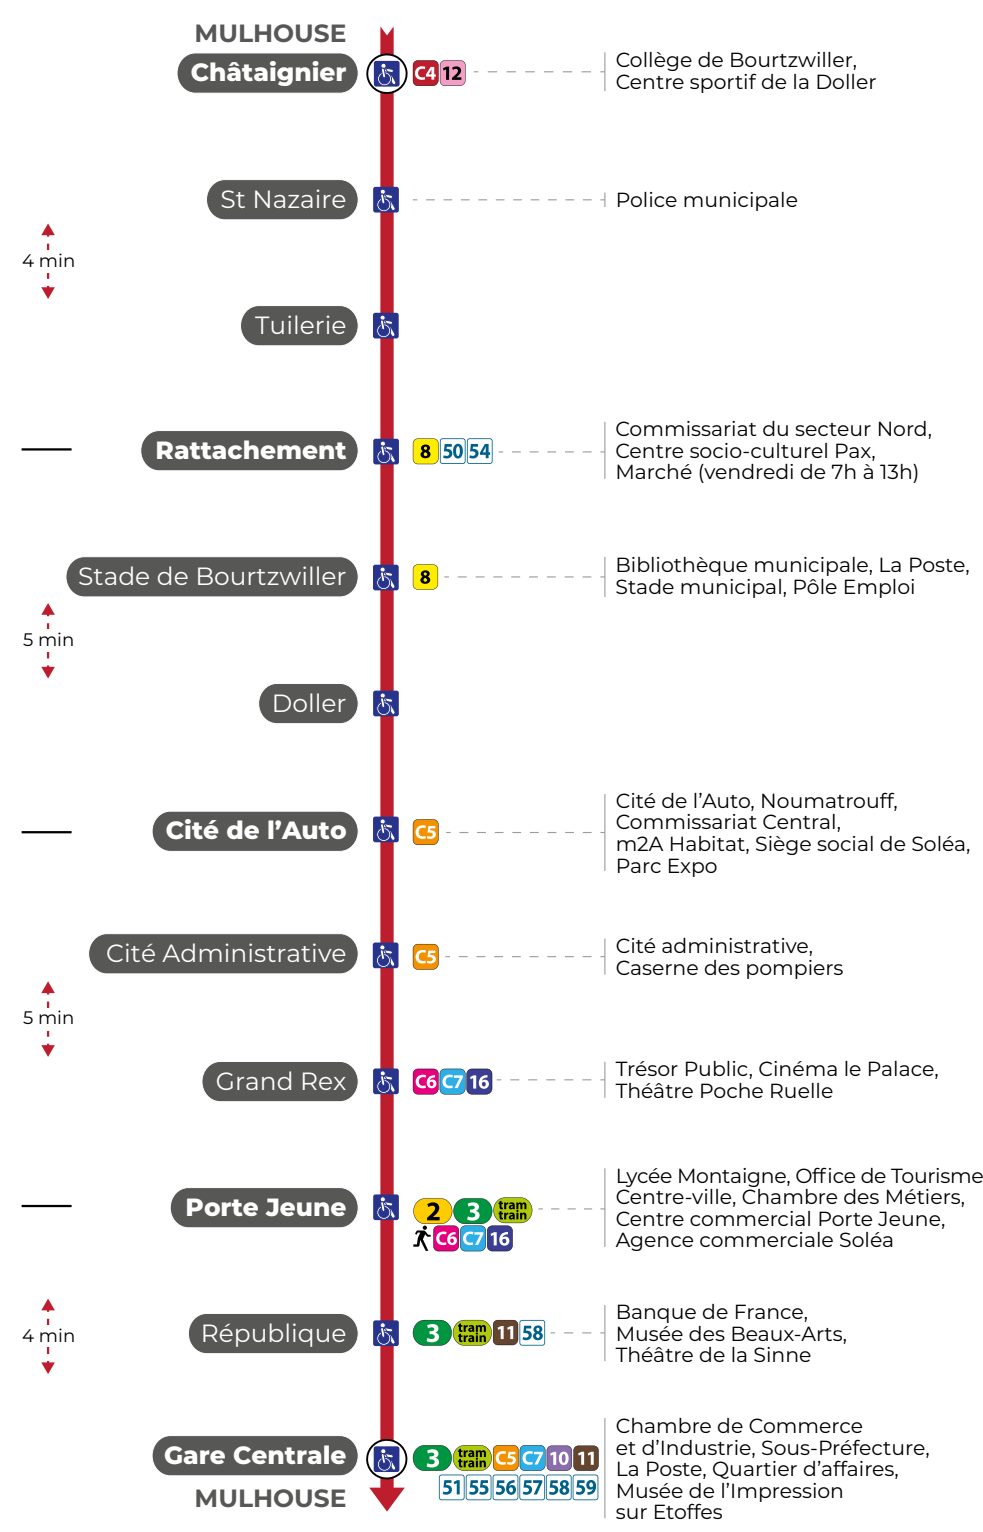 MULHOUSE
Châtaignier
C4 12
Collège de Bourtzwiller,
Centre sportif de la Doller
St Nazaire
Police municipale
4 min
Tuilerie
Rattachement
8 50 54
Commissariat du secteur Nord,
Centre socio-culturel Pax,
Marché (vendredi de 7h à 13h)
Stade de Bourtzwiller
8
Bibliothèque municipale, La Poste,
Stade municipal, Pôle Emploi
5 min
Doller
Cité de l’Auto
C5
Cité de l’Auto, Noumatrouff,
Commissariat Central,
m2A Habitat, Siège social de Soléa,
Parc Expo
Cité Administrative
C5
Cité administrative,
Caserne des pompiers
5 min
Grand Rex
C6 C7 16
Trésor Public, Cinéma le Palace,
Théâtre Poche Ruelle
Porte Jeune
2 3 tram train
C6 C7 16
Lycée Montaigne, Office de Tourisme
Centre-ville, Chambre des Métiers,
Centre commercial Porte Jeune,
Agence commerciale Soléa
4 min
République
3 tram train 11 58
Banque de France,
Musée des Beaux-Arts,
Théâtre de la Sinne
Gare Centrale
MULHOUSE
3 tram train C5 C7 10 11
51 55 56 57 58 59
Chambre de Commerce
et d’Industrie, Sous-Préfecture,
La Poste, Quartier d’affaires,
Musée de l’Impression
sur Etoffes